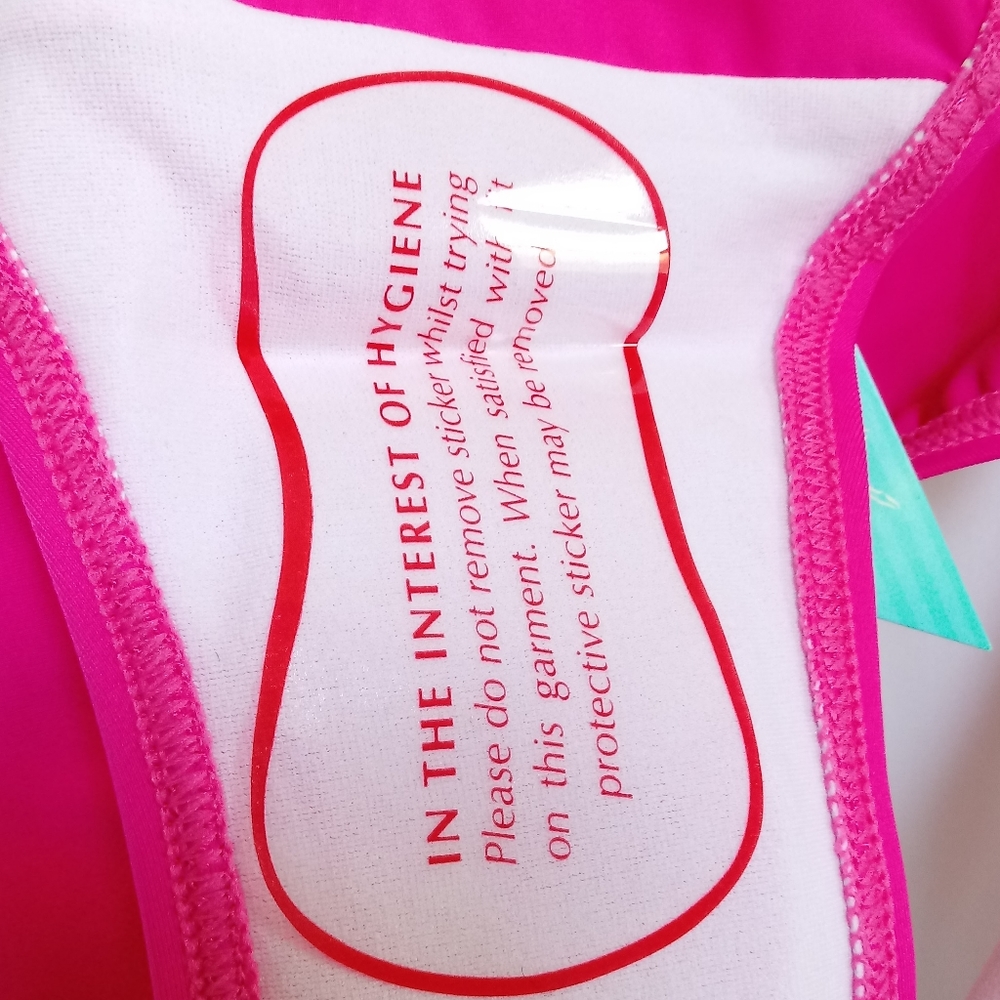 IN THE INTEREST OF HYGIENE
Please do not remove sticker whilst trying
on this garment. When satisfied with fit
protective sticker may be removed